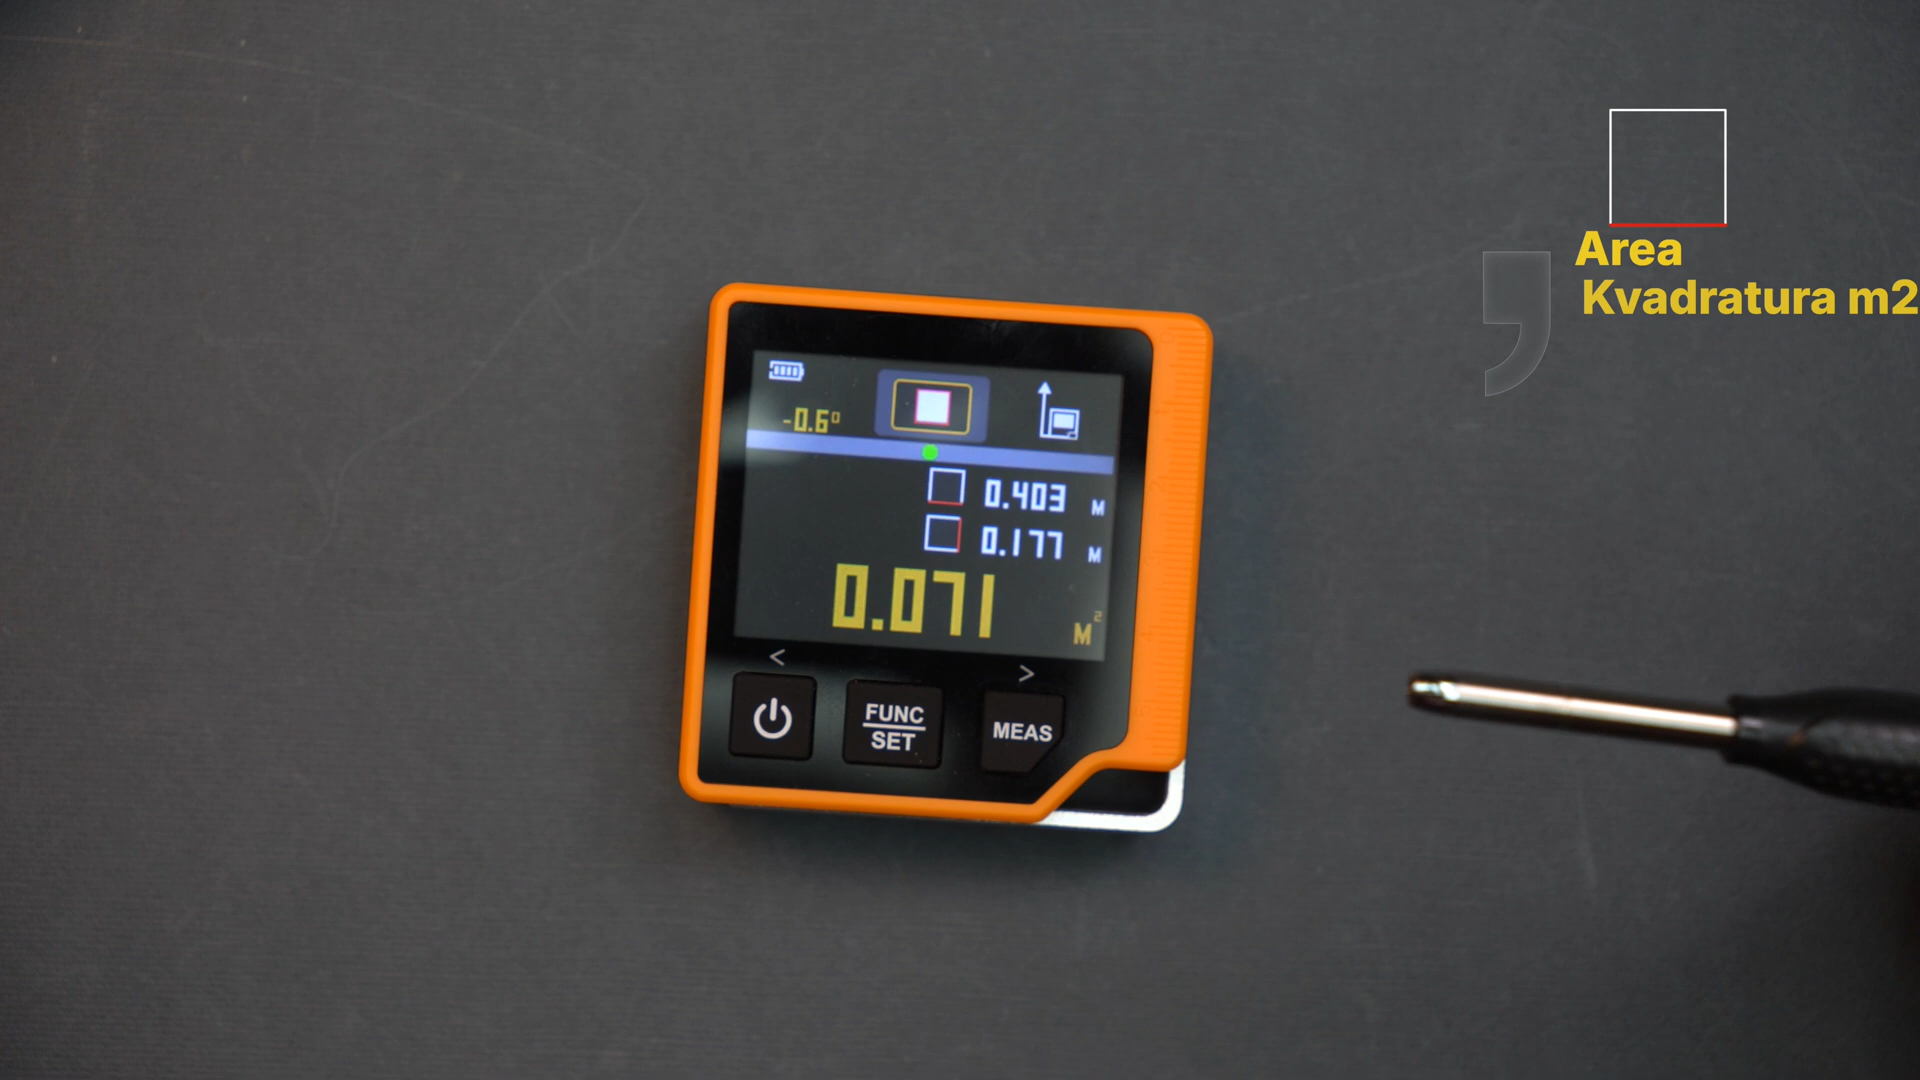 Area
Kvadratura m2
-0.6°
0.403 M
0.177 M
0.071 M²
< >
FUNC
SET
MEAS